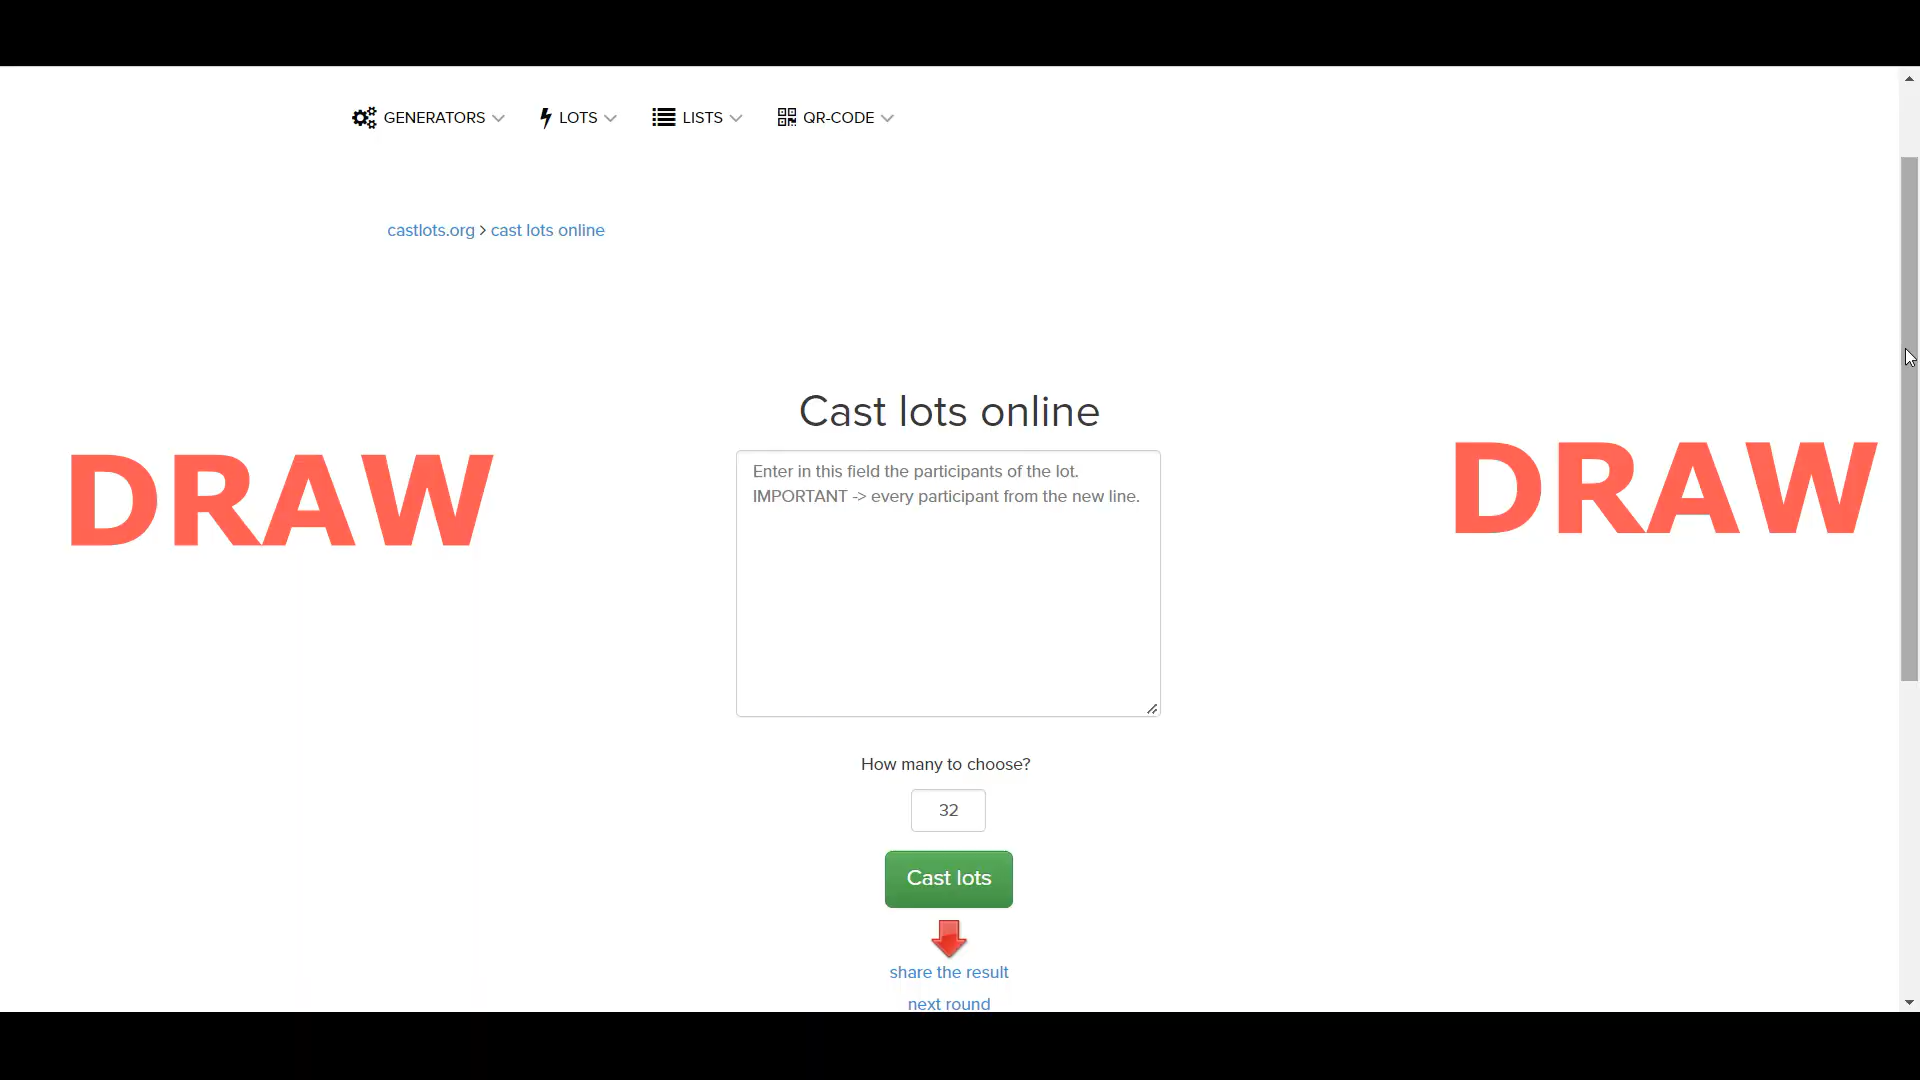 GENERATORS LOTS LISTS QR-CODE
castlots.org > cast lots online
Cast lots online
DRAW
DRAW
Enter in this field the participants of the lot.
IMPORTANT -> every participant from the new line.
How many to choose?
32
Cast lots
share the result
next round